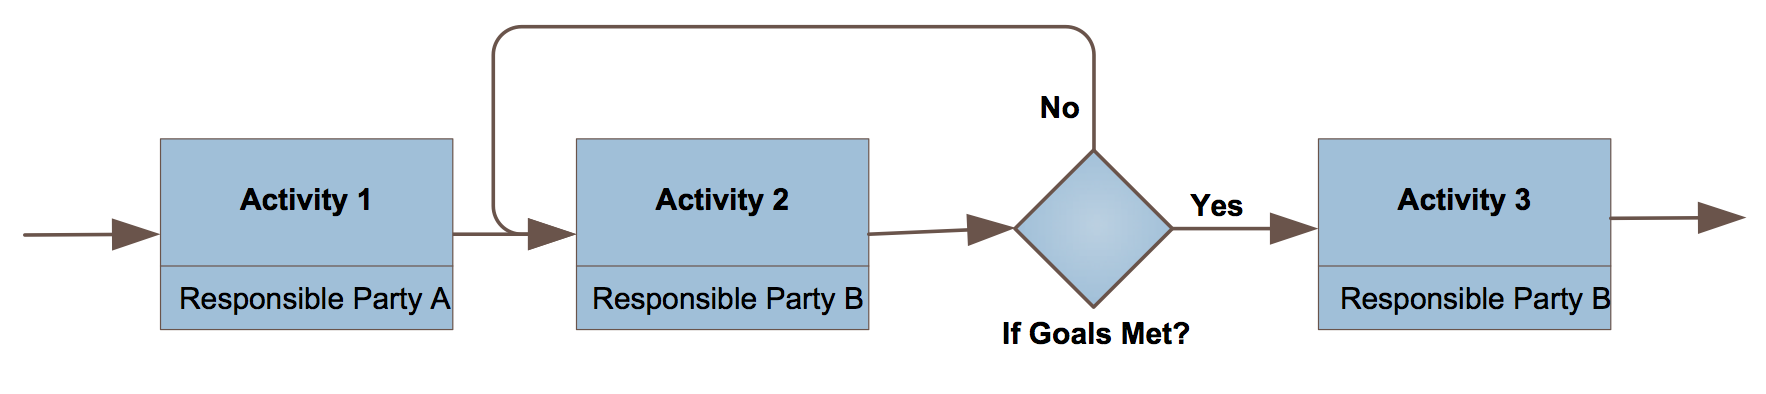 No
Activity 1
Activity 2
Yes
Activity 3
Responsible Party A
Responsible Party B
If Goals Met?
Responsible Party B